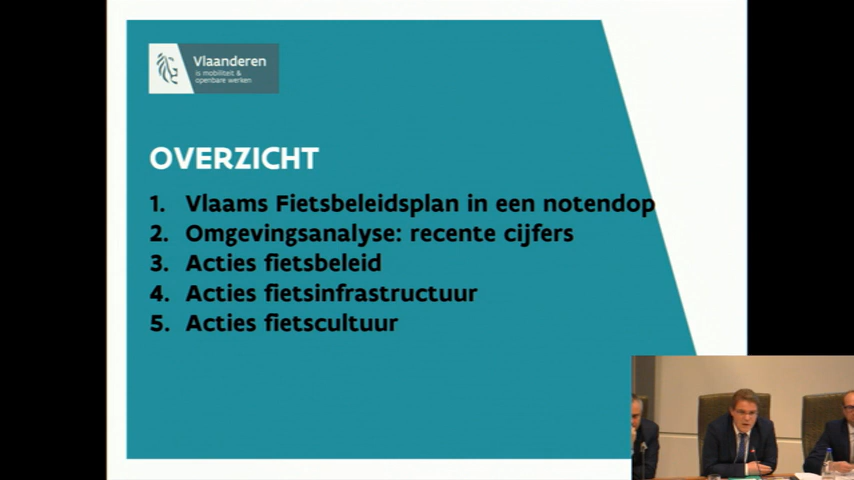 Vlaanderen
is mobiliteit &
openbare werken
OVERZICHT
1. Vlaams Fietsbeleidsplan in een notendop
2. Omgevingsanalyse: recente cijfers
3. Acties fietsbeleid
4. Acties fietsinfrastructuur
5. Acties fietscultuur